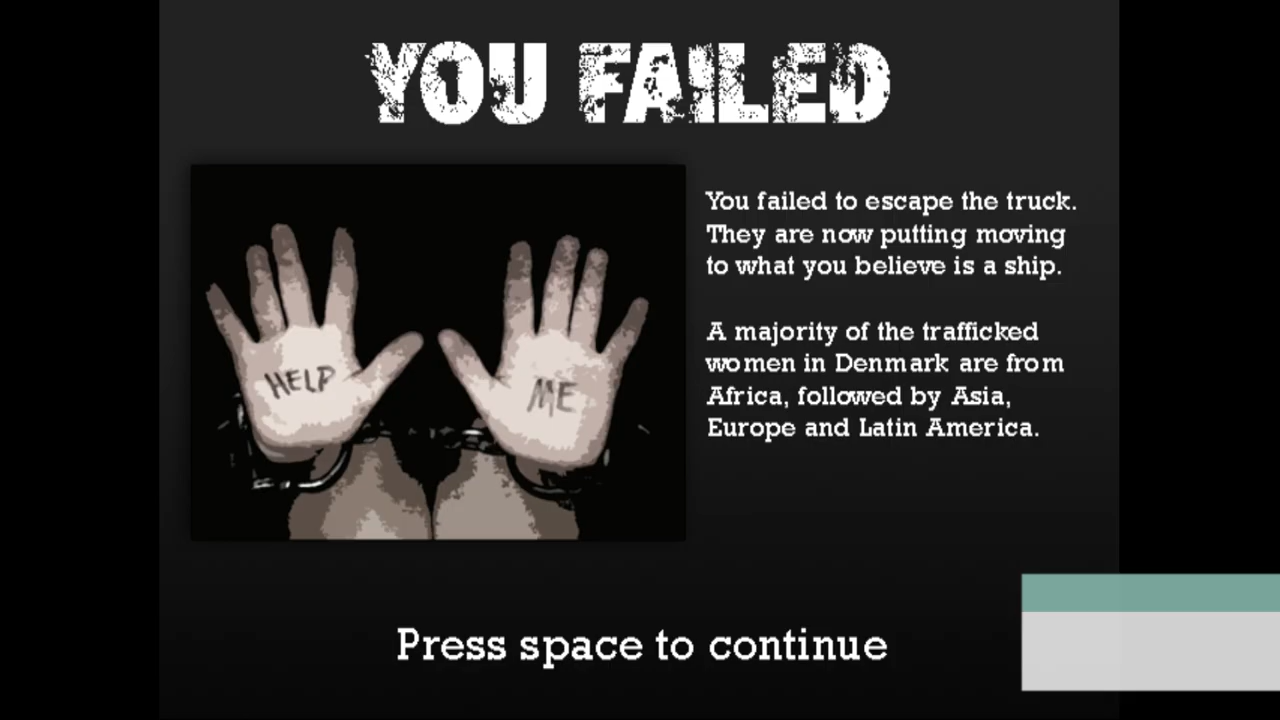 YOU FAILED
You failed to escape the truck.
They are now putting moving
to what you believe is a ship.
A majority of the trafficked
women in Denmark are from
Africa, followed by Asia,
Europe and Latin America.
HELP
ME
Press space to continue